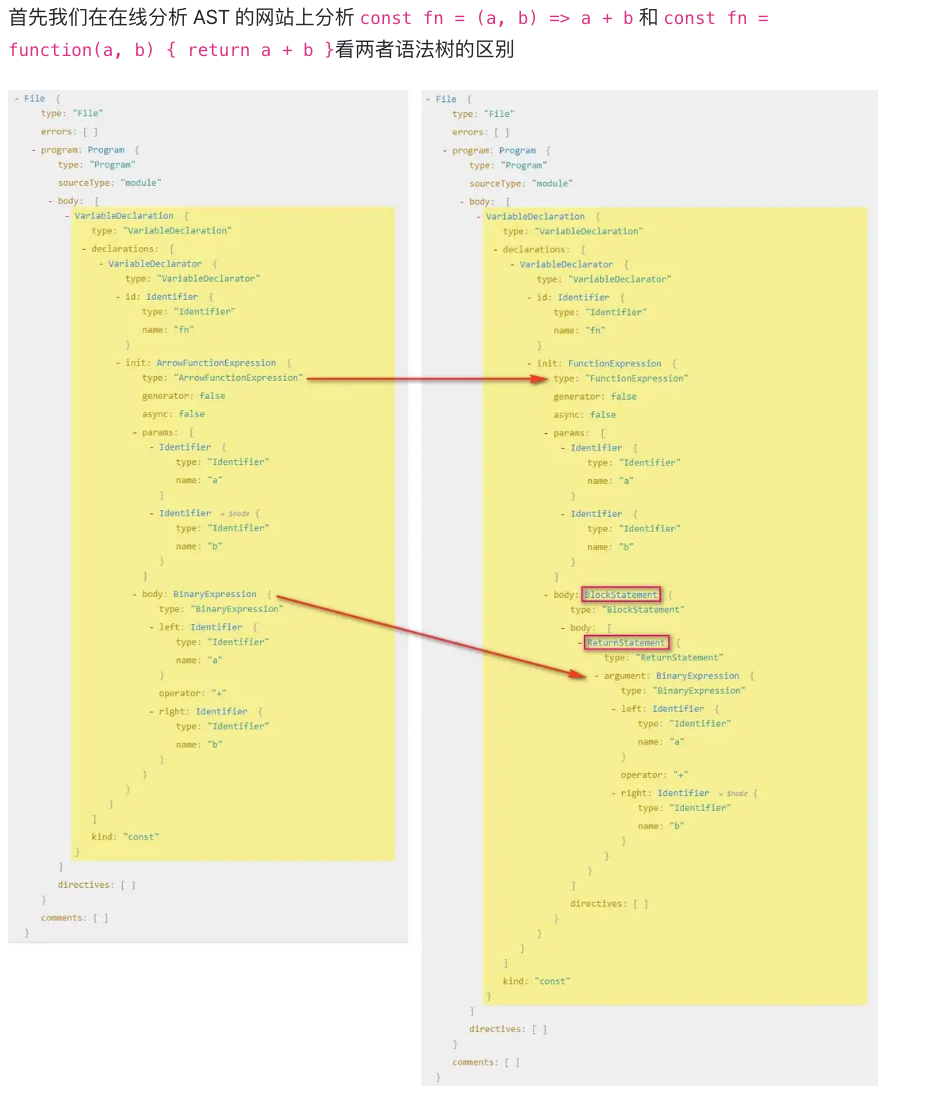 首先我们在在线分析 AST 的网站上分析 const fn = (a, b) => a + b 和 const fn =
function(a, b) { return a + b }看两者语法树的区别
- File {
type: "File"
errors: [ ]
- program: Program {
type: "Program"
sourceType: "module"
- body: [
- VariableDeclaration {
type: "VariableDeclaration"
- declarations: [
- VariableDeclarator {
type: "VariableDeclarator"
- id: Identifier {
type: "Identifier"
name: "fn"
}
- init: ArrowFunctionExpression {
type: "ArrowFunctionExpression"
generator: false
async: false
- params: [
- Identifier {
type: "Identifier"
name: "a"
}
- Identifier = $node {
type: "Identifier"
name: "b"
}
]
- body: BinaryExpression {
type: "BinaryExpression"
- left: Identifier {
type: "Identifier"
name: "a"
}
operator: "+"
- right: Identifier {
type: "Identifier"
name: "b"
}
}
}
}
]
kind: "const"
}
]
directives: [ ]
}
comments: [ ]
}
- File {
type: "File"
errors: [ ]
- program: Program {
type: "Program"
sourceType: "module"
- body: [
- VariableDeclaration {
type: "VariableDeclaration"
- declarations: [
- VariableDeclarator {
type: "VariableDeclarator"
- id: Identifier {
type: "Identifier"
name: "fn"
}
- init: FunctionExpression {
type: "FunctionExpression"
generator: false
async: false
- params: [
- Identifier {
type: "Identifier"
name: "a"
}
- Identifier {
type: "Identifier"
name: "b"
}
]
- body: BlockStatement {
type: "BlockStatement"
- body: [
- ReturnStatement {
type: "ReturnStatement"
- argument: BinaryExpression {
type: "BinaryExpression"
- left: Identifier {
type: "Identifier"
name: "a"
}
operator: "+"
- right: Identifier = $node {
type: "Identifier"
name: "b"
}
}
}
]
directives: [ ]
}
}
}
]
kind: "const"
}
]
directives: [ ]
}
comments: [ ]
}